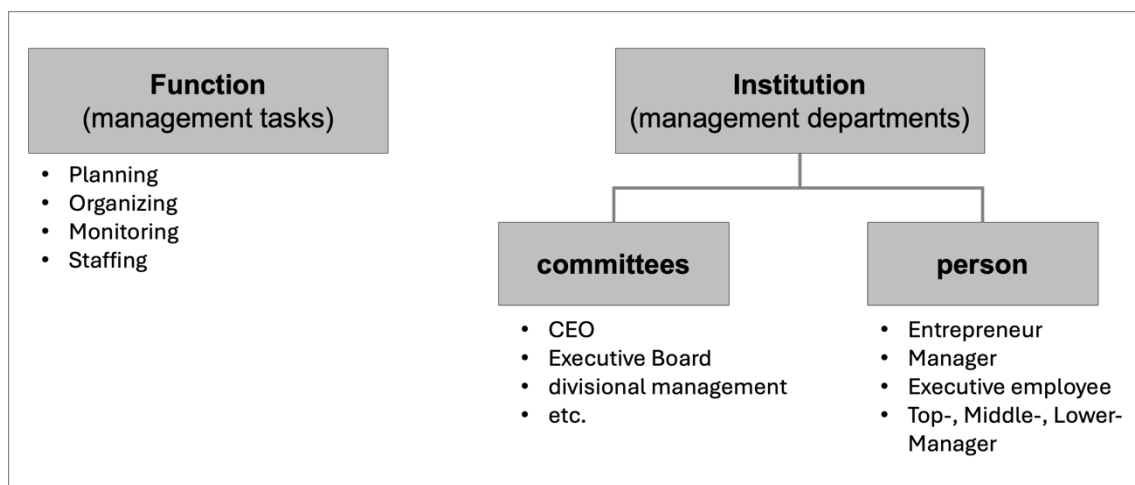 Function
(management tasks)
• Planning
• Organizing
• Monitoring
• Staffing
Institution
(management departments)
committees
• CEO
• Executive Board
• divisional management
• etc.
person
• Entrepreneur
• Manager
• Executive employee
• Top-, Middle-, Lower-
Manager